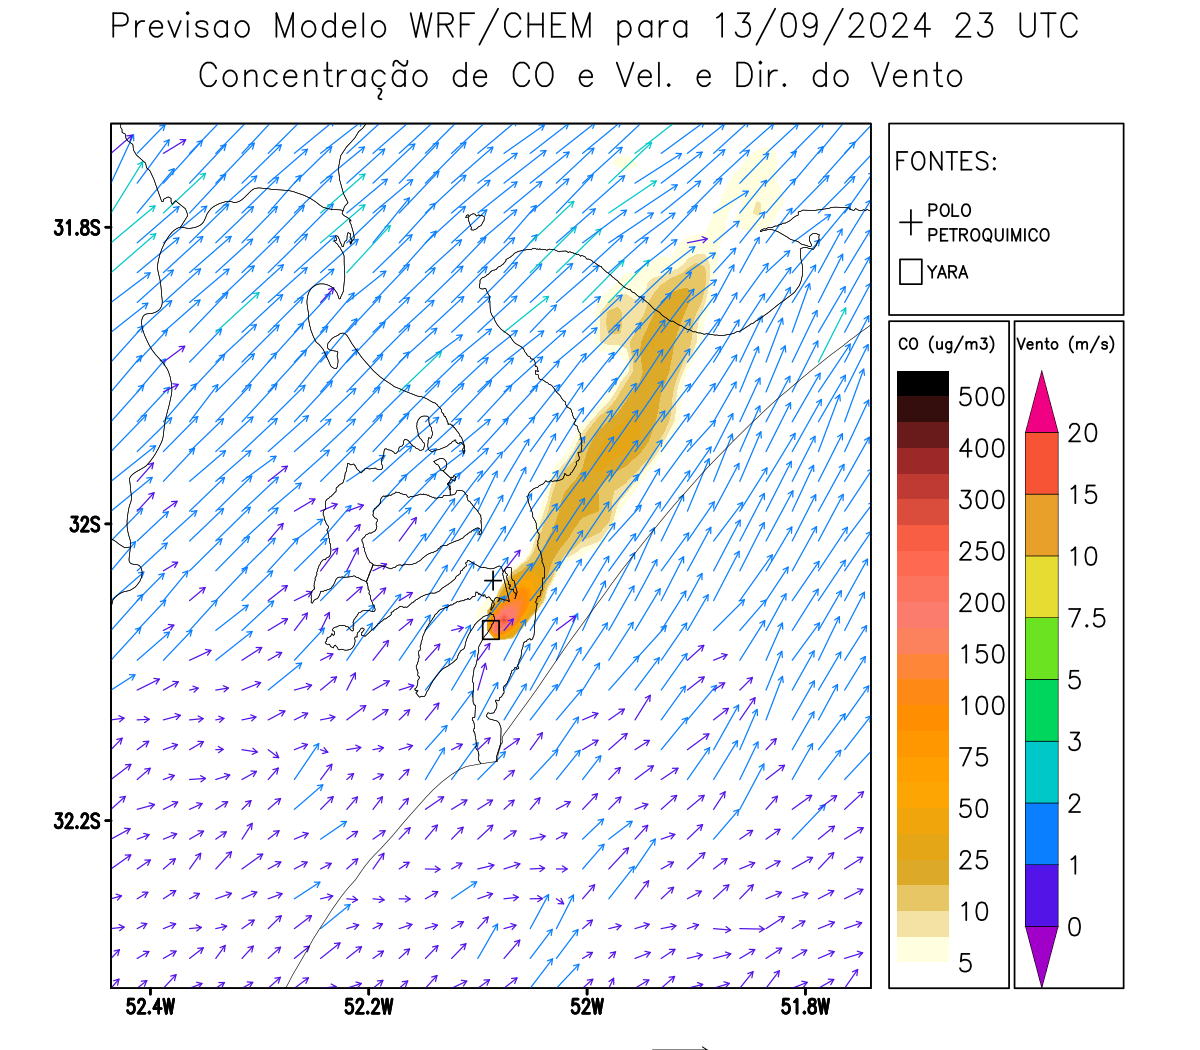 Previsao Modelo WRF/CHEM para 13/09/2024 23 UTC
Concentração de CO e Vel. e Dir. do Vento
FONTES:
POLO
PETROQUIMICO
YARA
CO (ug/m3)
500
400
300
250
200
150
100
75
50
25
10
5
Vento (m/s)
20
15
10
7.5
5
3
2
1
0
31.8S
32S
32.2S
52.4W
52.2W
52W
51.8W